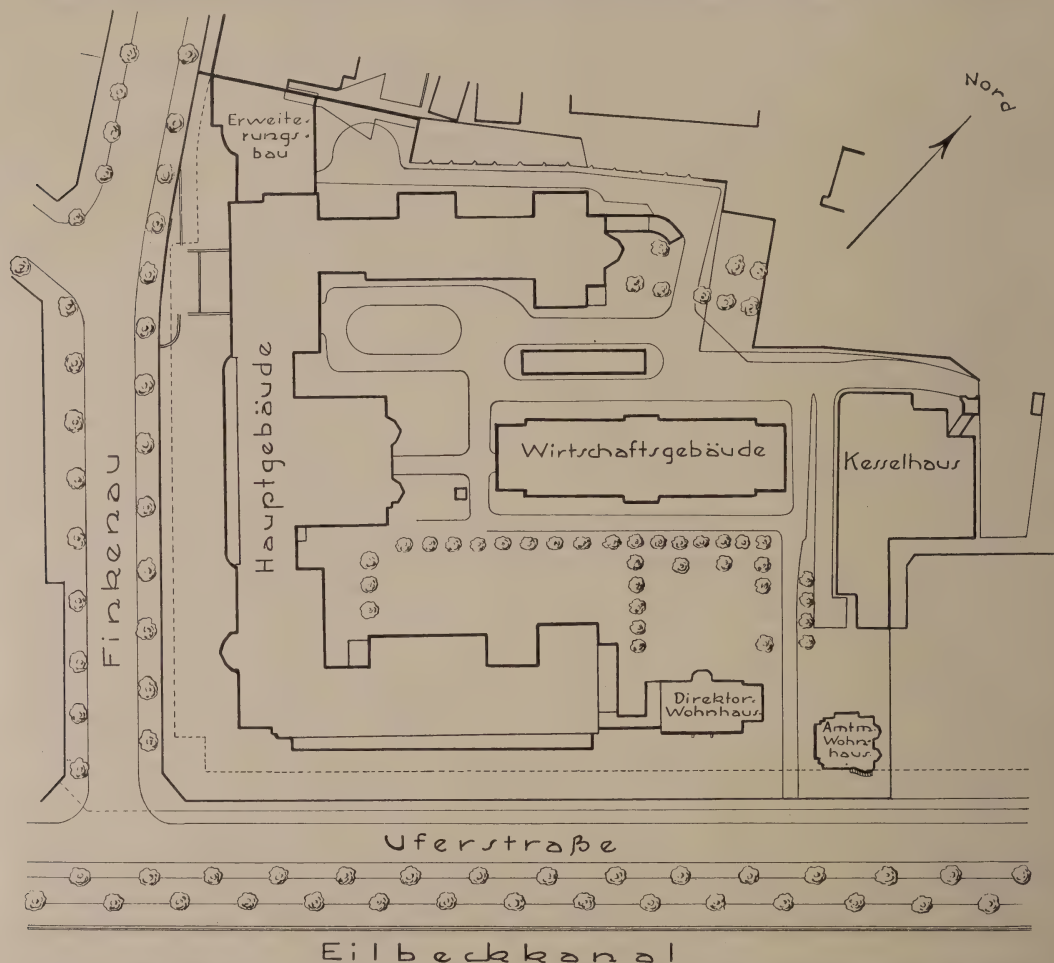 Nord
Erweite-
rungs-
bau
Hauptgebäude
Wirtschaftsgebäude
Kesselhaus
Finkenau
Direktor-
Wohnhaus
Amtm.
Wohn-
haus
Uferstraße
Eilbeckkanal